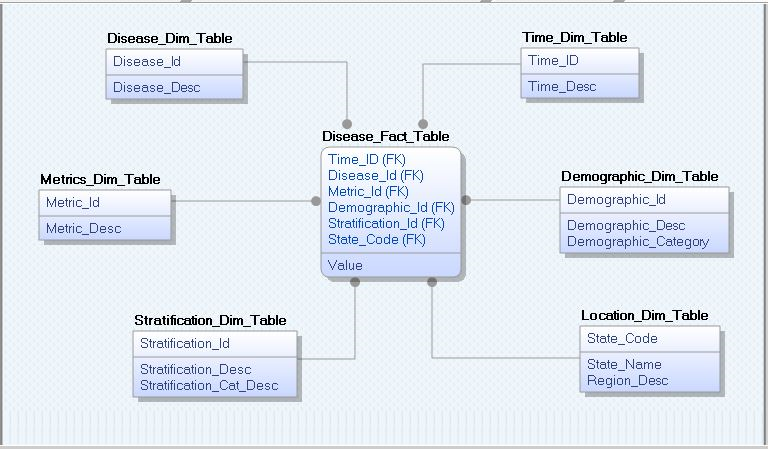 Disease_Dim_Table
Disease_Id
Disease_Desc
Time_Dim_Table
Time_ID
Time_Desc
Disease_Fact_Table
Time_ID (FK)
Disease_Id (FK)
Metric_Id (FK)
Demographic_Id (FK)
Stratification_Id (FK)
State_Code (FK)
Value
Metrics_Dim_Table
Metric_Id
Metric_Desc
Demographic_Dim_Table
Demographic_Id
Demographic_Desc
Demographic_Category
Stratification_Dim_Table
Stratification_Id
Stratification_Desc
Stratification_Cat_Desc
Location_Dim_Table
State_Code
State_Name
Region_Desc